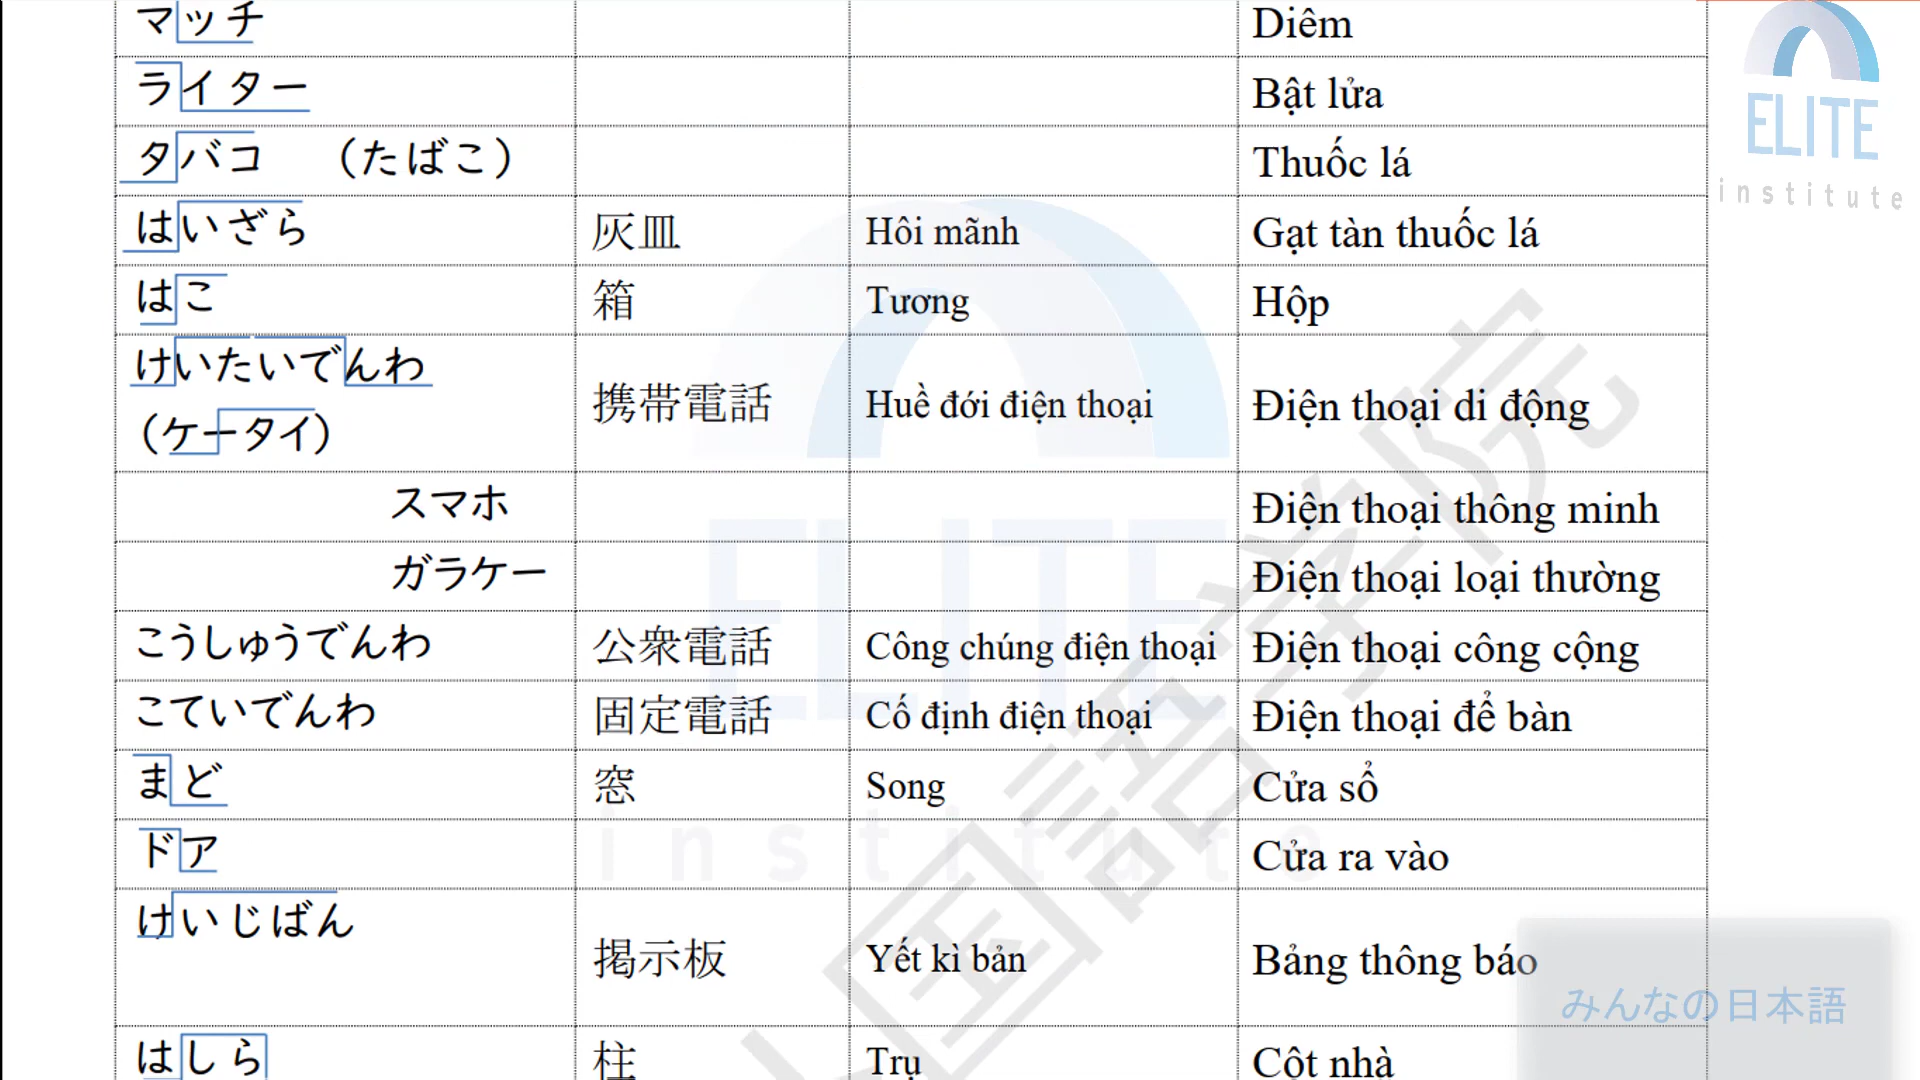 マッチ Diêm
ライター Bật lửa
タバコ （たばこ） Thuốc lá
はいざら 灰皿 Hôi mãnh Gạt tàn thuốc lá
はこ 箱 Tương Hộp
けいたいでんわ
（ケータイ） 携帯電話 Huề đới điện thoại Điện thoại di động
スマホ Điện thoại thông minh
ガラケー Điện thoại loại thường
こうしゅうでんわ 公衆電話 Công chúng điện thoại Điện thoại công cộng
こていでんわ 固定電話 Cố định điện thoại Điện thoại để bàn
まど 窓 Song Cửa sổ
ドア Cửa ra vào
けいじばん 掲示板 Yết kì bản Bảng thông báo
はしら 柱 Trụ Cột nhà
ELITE
institute
ELITE
institute
国語学院
みんなの日本語